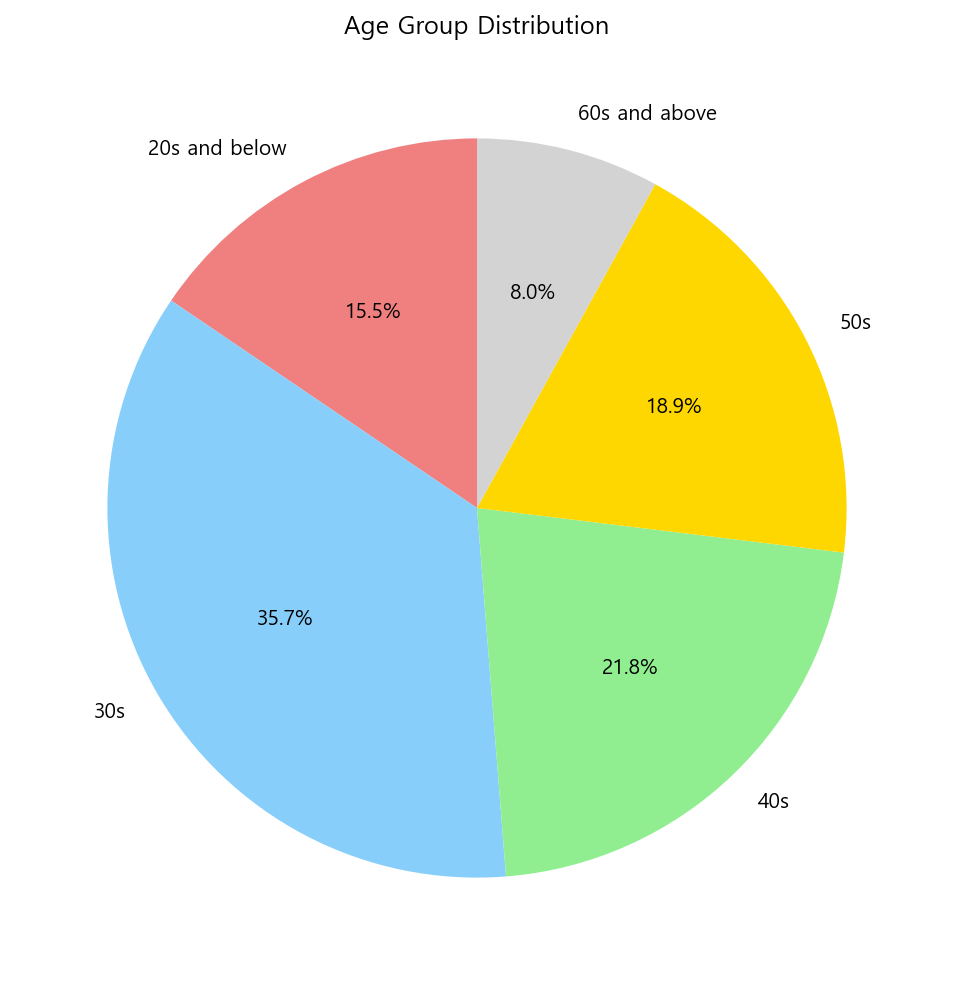 Age Group Distribution
60s and above
20s and below
8.0%
15.5%
50s
18.9%
35.7%
21.8%
30s
40s